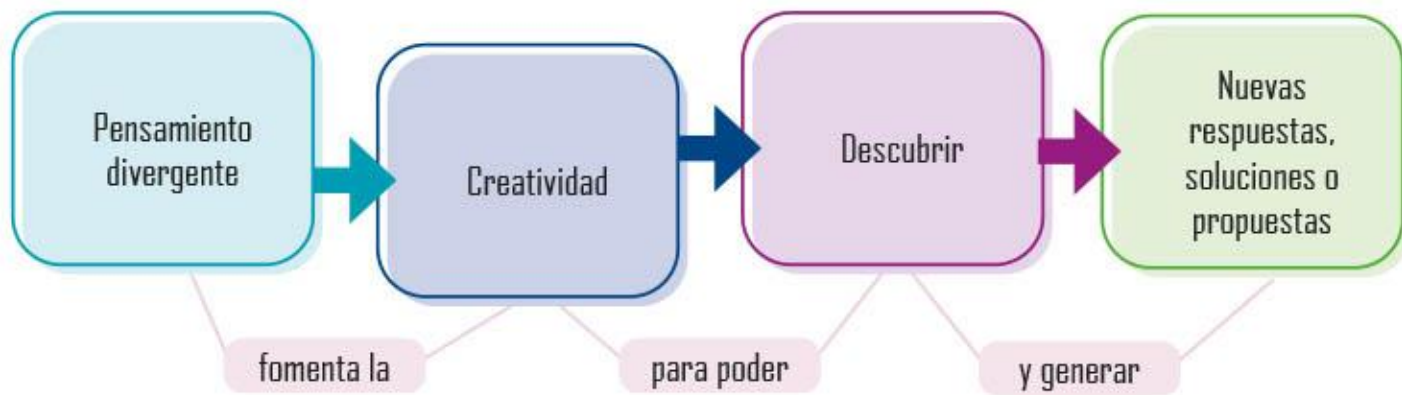 Pensamiento
divergente
Creatividad
Descubrir
Nuevas
respuestas,
soluciones o
propuestas
fomenta la
para poder
y generar